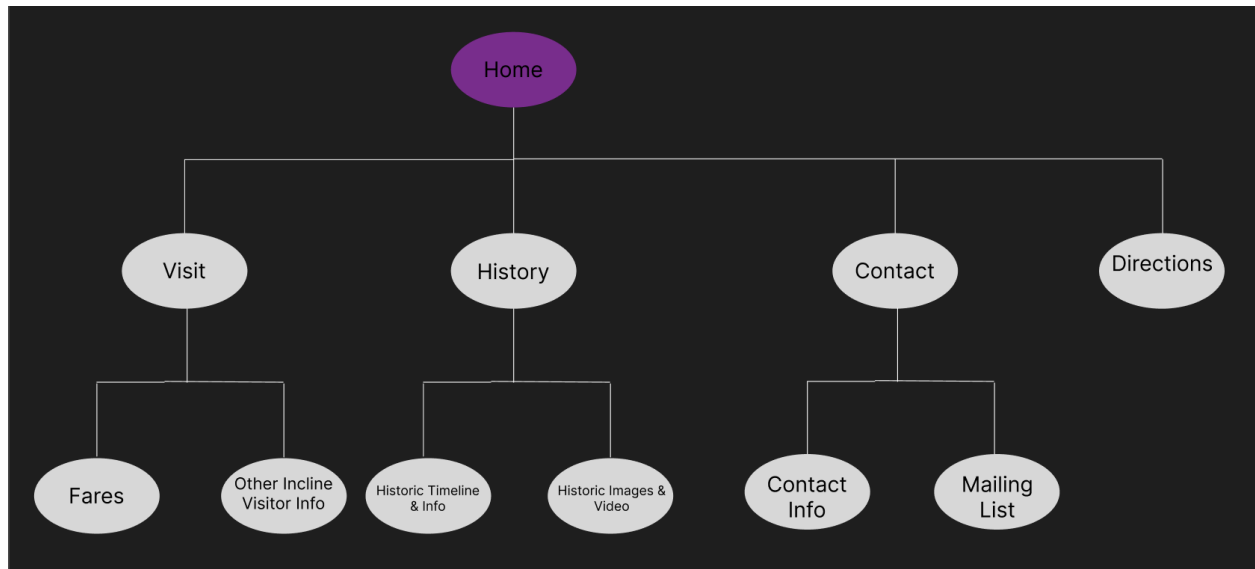 Home
Visit
History
Contact
Directions
Fares
Other Incline
Visitor Info
Historic Timeline
& Info
Historic Images &
Video
Contact
Info
Mailing
List